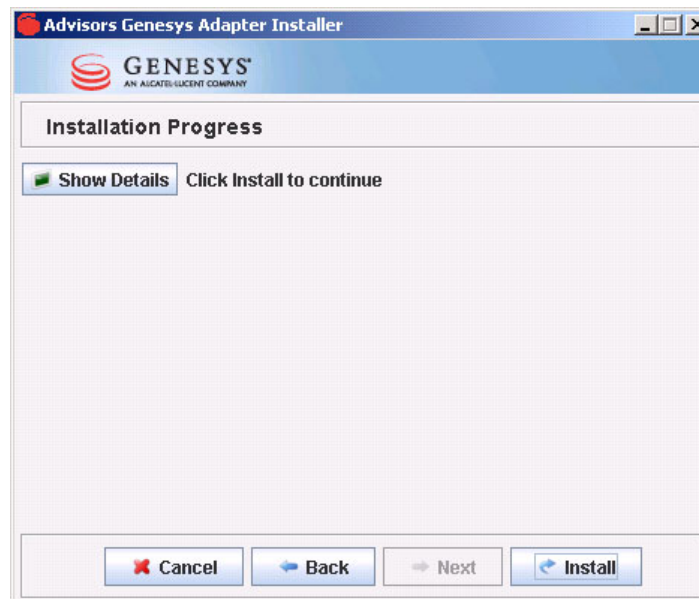 Advisors Genesys Adapter Installer
GENESYS
AN ALCATEL-LUCENT COMPANY
Installation Progress
Show Details Click Install to continue
Cancel Back Next Install